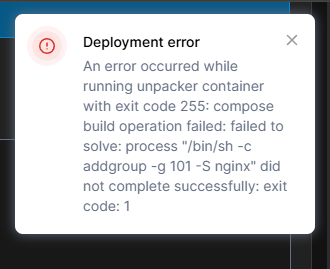 Deployment error
An error occurred while
running unpacker container
with exit code 255: compose
build operation failed: failed to
solve: process "/bin/sh -c
addgroup -g 101 -S nginx" did
not complete successfully: exit
code: 1